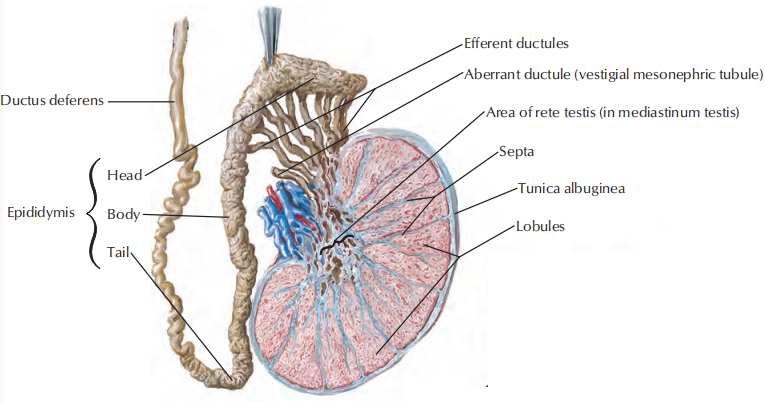 Efferent ductules
Aberrant ductule (vestigial mesonephric tubule)
Ductus deferens
Area of rete testis (in mediastinum testis)
Septa
Head
Tunica albuginea
Epididymis
Body
Lobules
Tail